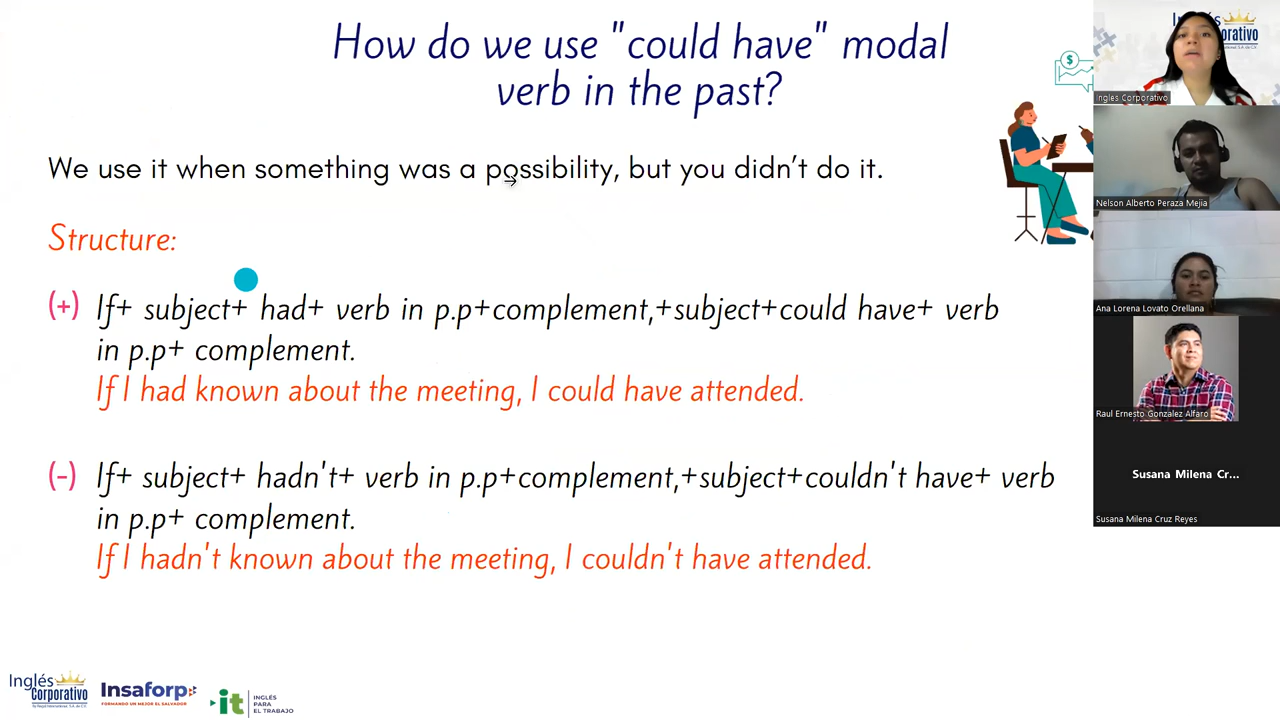 How do we use "could have" modal
verb in the past?
We use it when something was a possibility, but you didn't do it.
Structure:
(+) If+ subject+ had+ verb in p.p+complement,+subject+could have+ verb
in p.p+ complement.
If I had known about the meeting, I could have attended.
(-) If+ subject+ hadn't+ verb in p.p+complement,+subject+couldn't have+ verb
in p.p+ complement.
If I hadn't known about the meeting, I couldn't have attended.
Inglés
Corporativo
Insaforp
FORMANDO UN MEJOR EL SALVADOR
it
INGLÉS
PARA
EL TRABAJO
$
Ingles Corporativo
Nelson Alberto Peraza Mejia
Ana Lorena Lovato Orellana
Raul Ernesto Gonzalez Alfaro
Susana Milena Cr...
Susana Milena Cruz Reyes